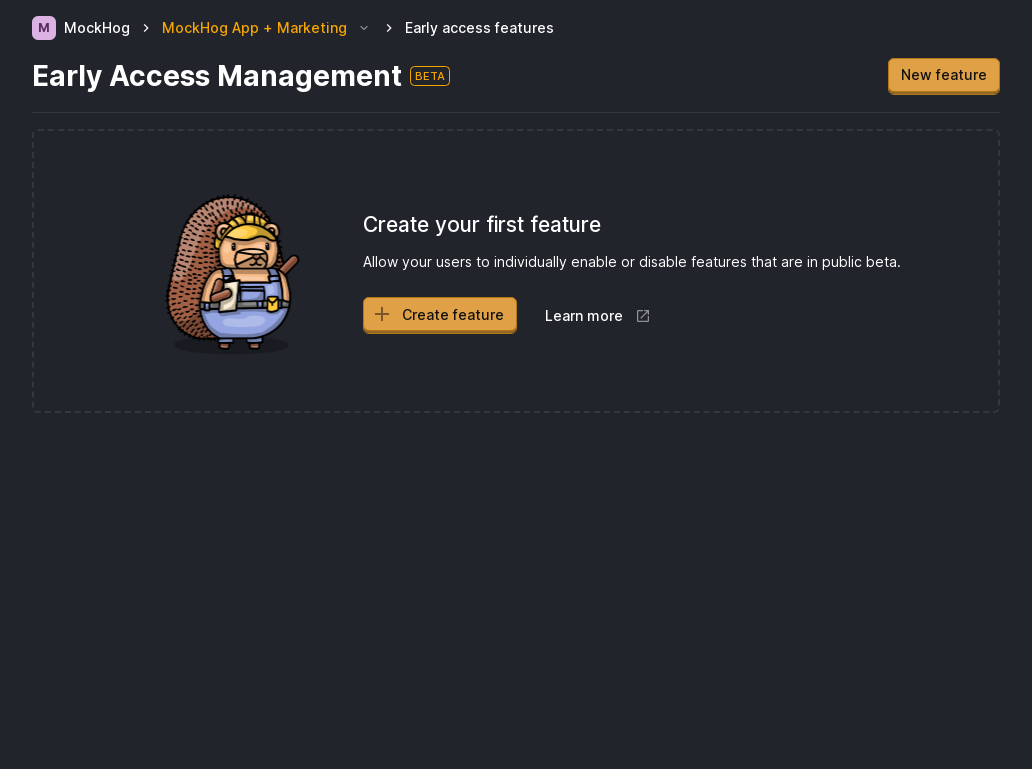 M MockHog MockHog App + Marketing Early access features
Early Access Management BETA
New feature
Create your first feature
Allow your users to individually enable or disable features that are in public beta.
Create feature Learn more